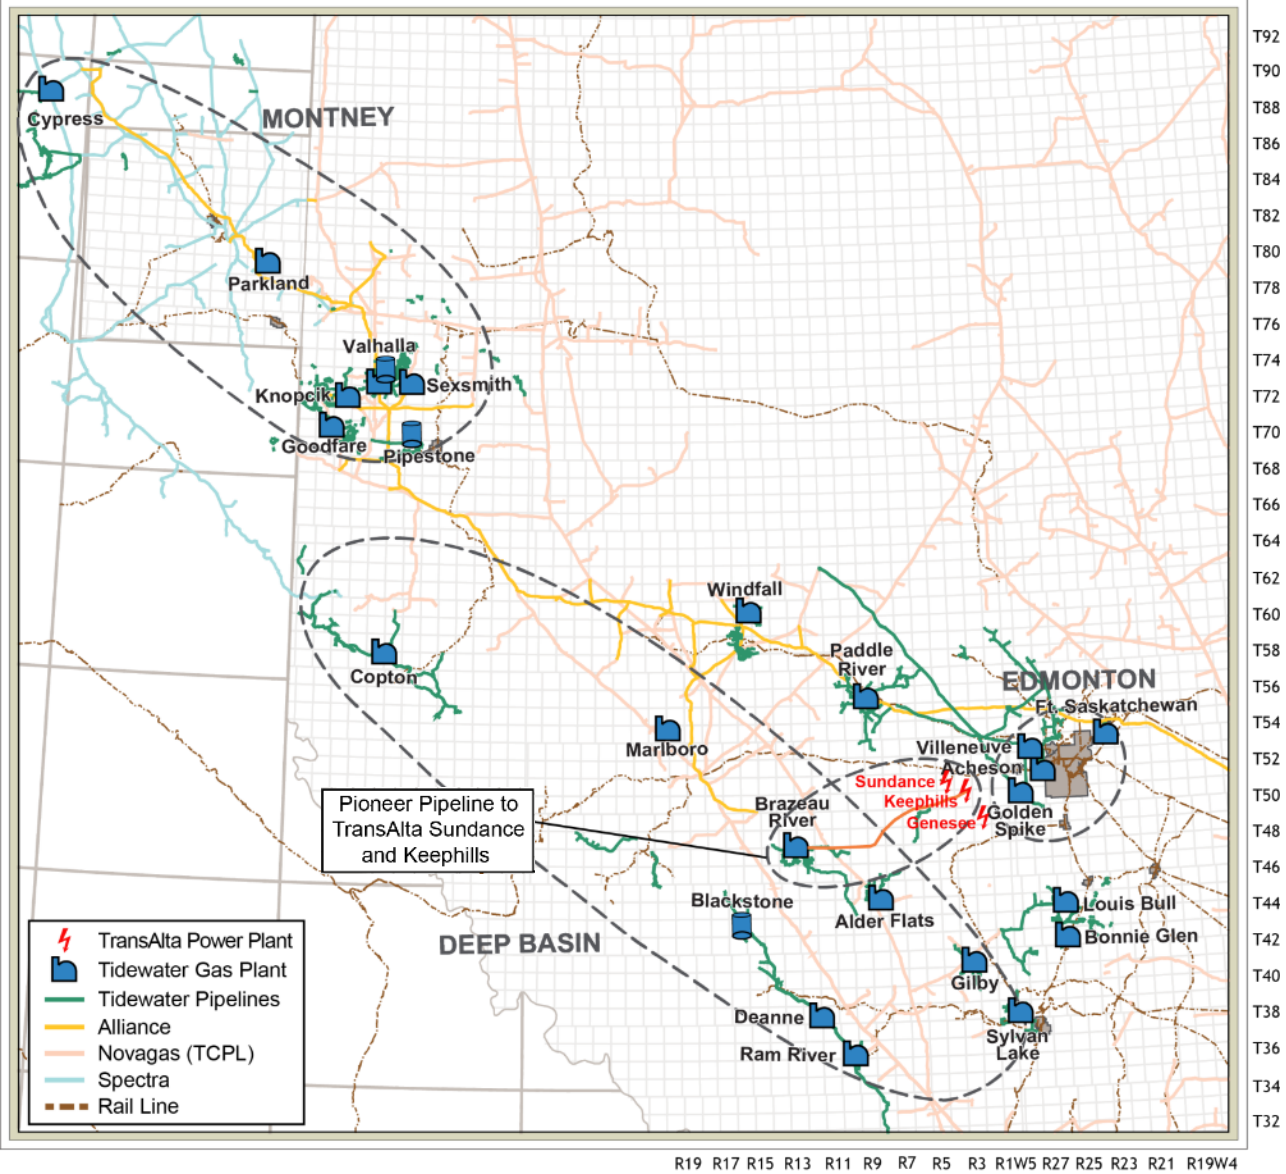 T92
T90
T88
T86
T84
T82
T80
T78
T76
T74
T72
T70
T68
T66
T64
T62
T60
T58
T56
T54
T52
T50
T48
T46
T44
T42
T40
T38
T36
T34
T32
Cypress
MONTNEY
Parkland
Valhalla
Knopcik
Sexsmith
Goodfare
Pipestone
Windfall
Copton
Paddle
River
EDMONTON
Ft. Saskatchewan
Marlboro
Villeneuve
Acheson
Sundance
Keephills
Genesee
Golden
Spike
Brazeau
River
Pioneer Pipeline to
TransAlta Sundance
and Keephills
Blackstone
Alder Flats
Louis Bull
Bonnie Glen
DEEP BASIN
Gilby
Deanne
Sylvan
Lake
Ram River
TransAlta Power Plant
Tidewater Gas Plant
Tidewater Pipelines
Alliance
Novagas (TCPL)
Spectra
Rail Line
R19 R17 R15 R13 R11 R9 R7 R5 R3 R1W5 R27 R25 R23 R21 R19W4